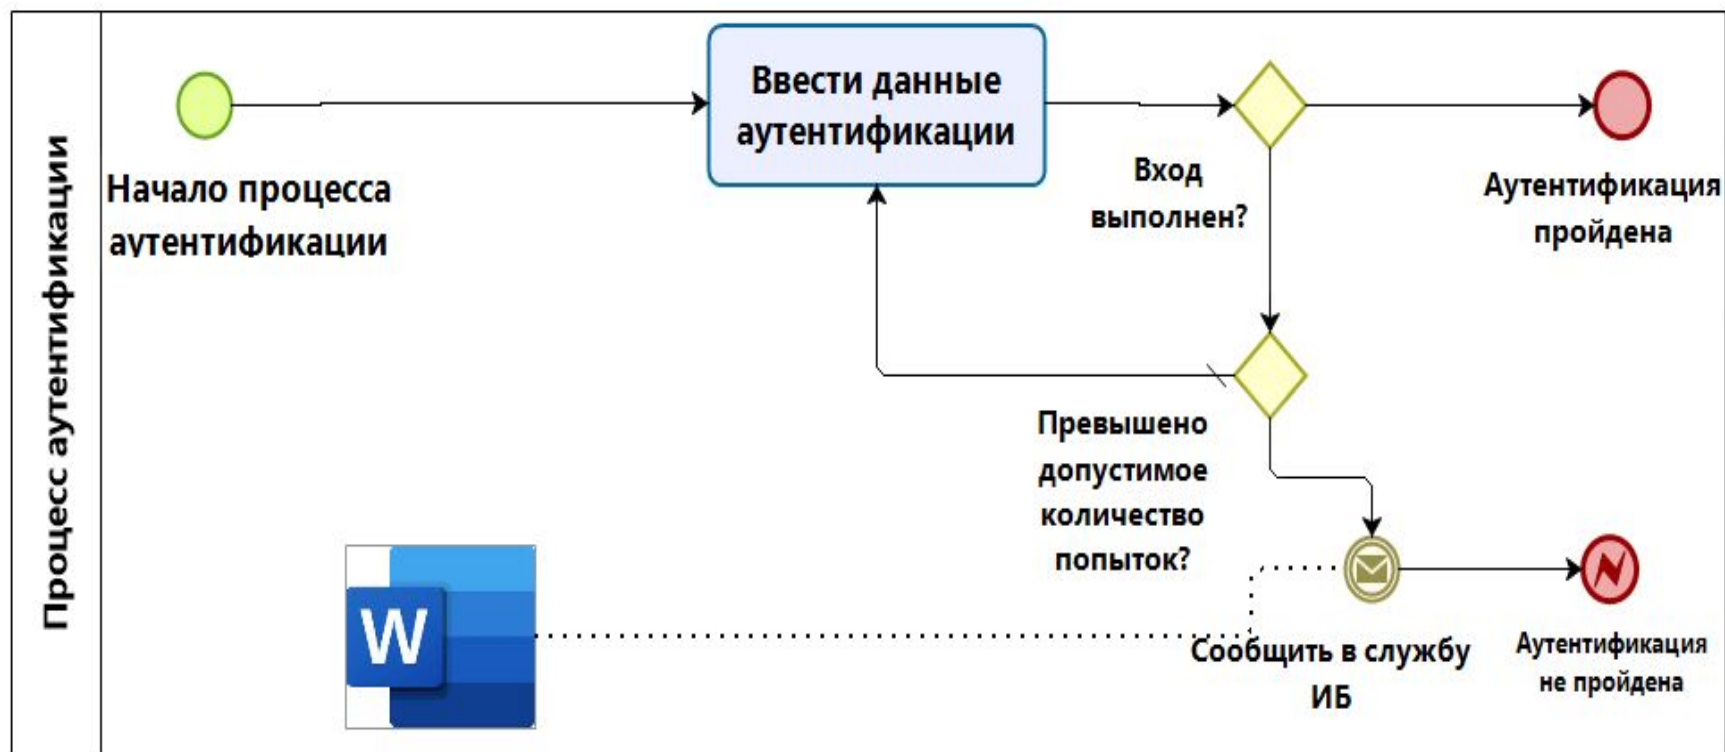 Процесс аутентификации
Начало процесса
аутентификации
Ввести данные
аутентификации
Вход
выполнен?
Аутентификация
пройдена
Превышено
допустимое
количество
попыток?
W
Сообщить в службу
ИБ
Аутентификация
не пройдена